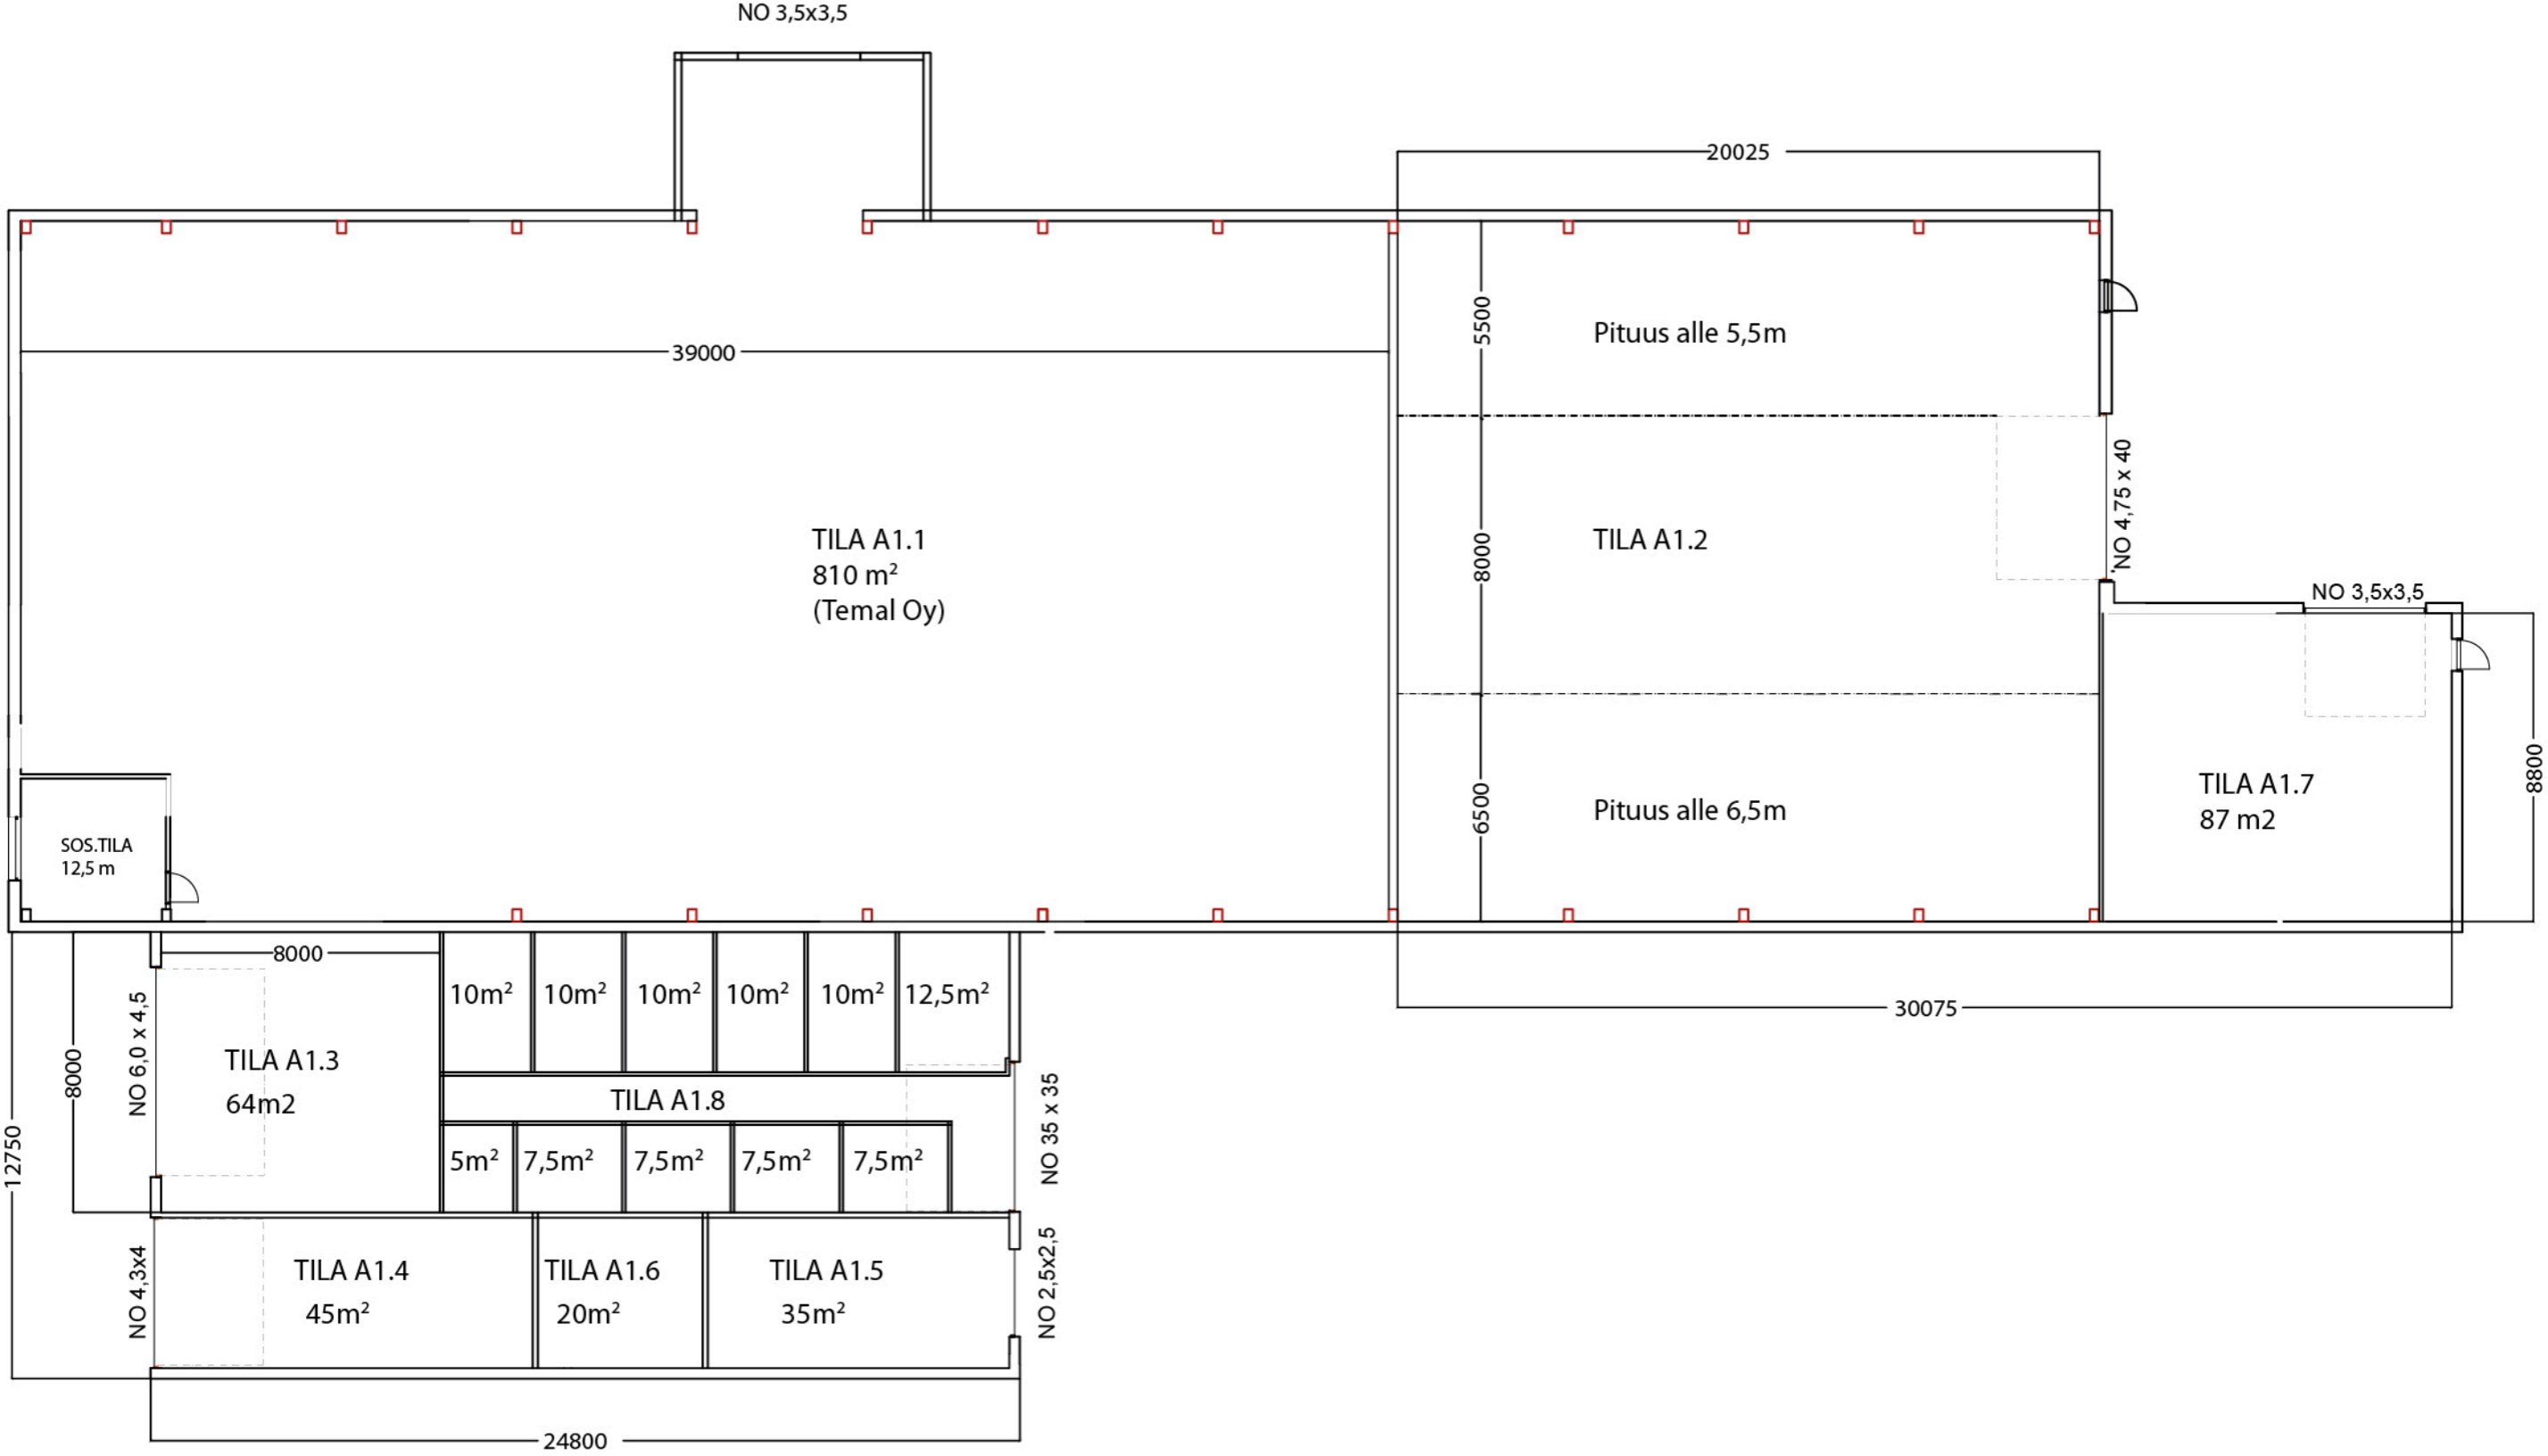 NO 3,5x3,5
20025
39000
5500
Pituus alle 5,5m
TILA A1.1
810 m²
(Temal Oy)
8000
TILA A1.2
NO 4,75 x 40
NO 3,5x3,5
6500
Pituus alle 6,5m
TILA A1.7
87 m2
8800
SOS.TILA
12,5 m
30075
12750
8000
8000
NO 6,0 x 4,5
TILA A1.3
64m2
10m² 10m² 10m² 10m² 10m² 12,5m²
TILA A1.8
NO 35 x 35
5m² 7,5m² 7,5m² 7,5m² 7,5m²
NO 4,3x4
TILA A1.4
45m²
TILA A1.6
20m²
TILA A1.5
35m²
NO 2,5x2,5
24800